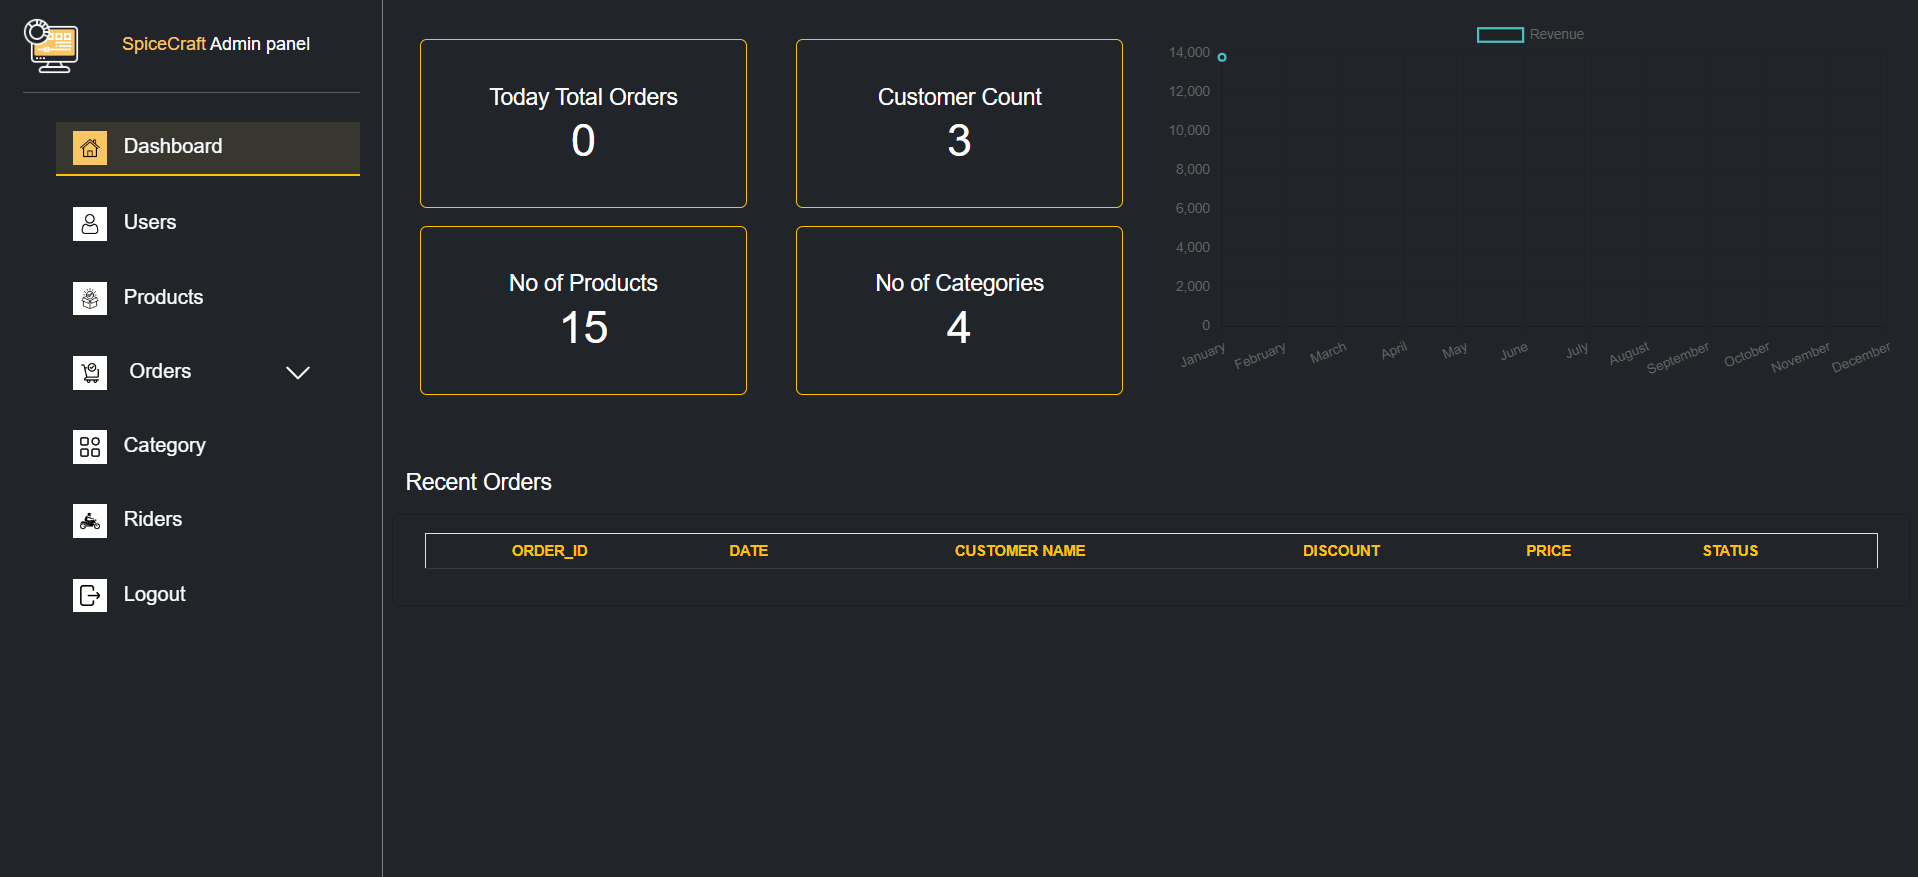 SpiceCraft Admin panel
Dashboard
Users
Products
Orders
Category
Riders
Logout
Today Total Orders
0
Customer Count
3
No of Products
15
No of Categories
4
Revenue
14,000
12,000
10,000
8,000
6,000
4,000
2,000
0
January February March April May June July August September October November December
Recent Orders
ORDER_ID DATE CUSTOMER NAME DISCOUNT PRICE STATUS